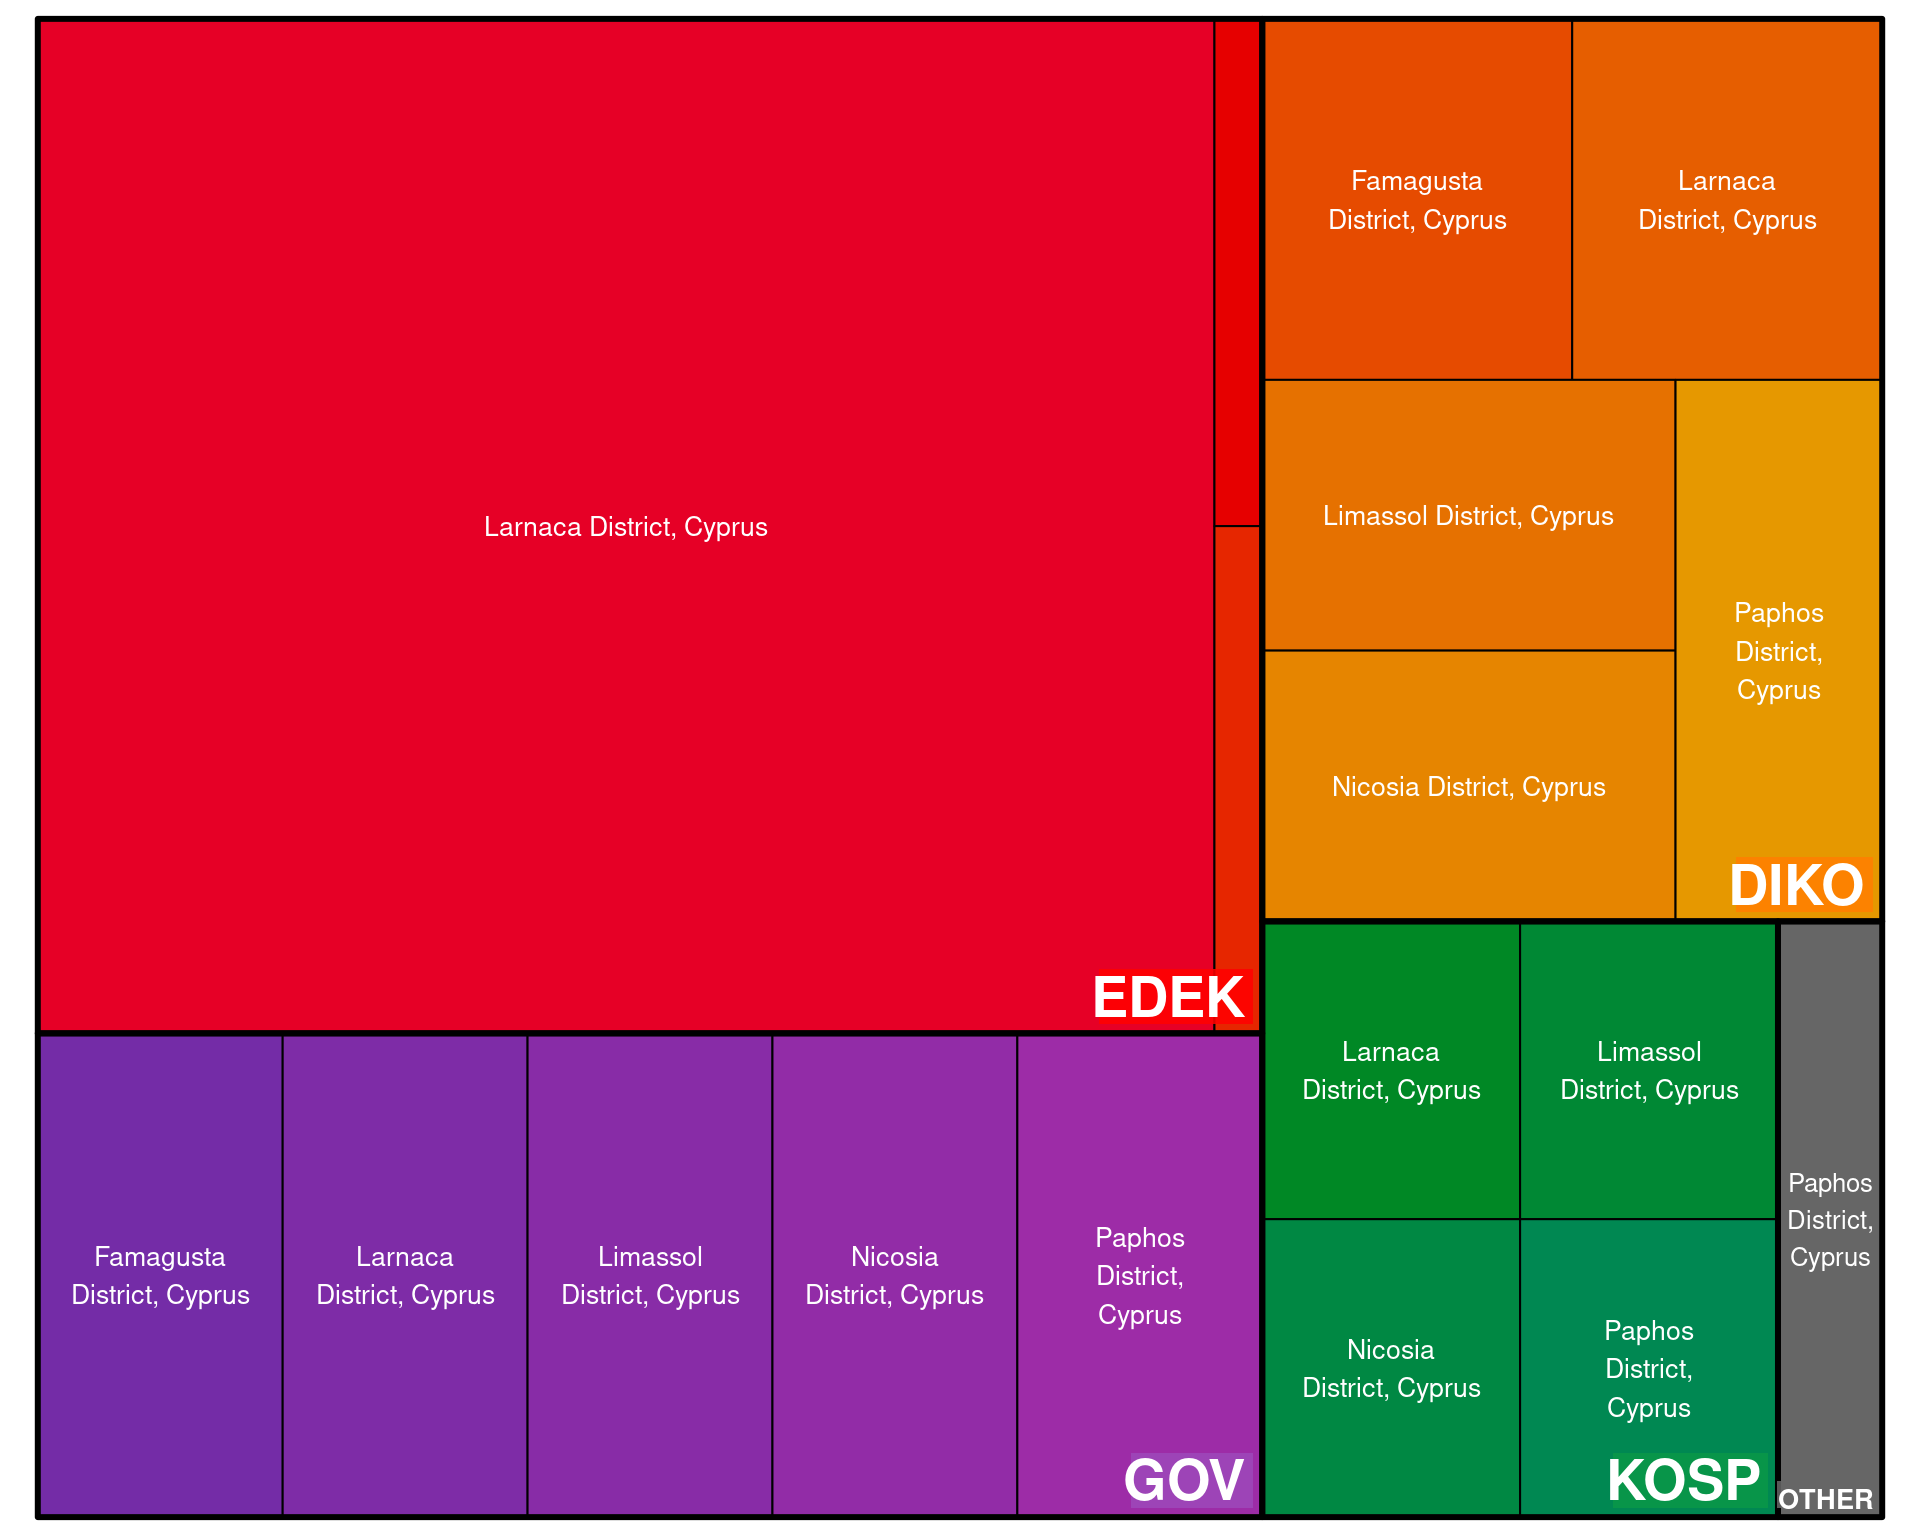 Larnaca District, Cyprus
EDEK
Famagusta
District, Cyprus
Larnaca
District, Cyprus
Limassol District, Cyprus
Nicosia District, Cyprus
Paphos
District,
Cyprus
DIKO
Famagusta
District, Cyprus
Larnaca
District, Cyprus
Limassol
District, Cyprus
Nicosia
District, Cyprus
Paphos
District,
Cyprus
GOV
Larnaca
District, Cyprus
Limassol
District, Cyprus
Nicosia
District, Cyprus
Paphos
District,
Cyprus
KOSP
Paphos
District,
Cyprus
OTHER